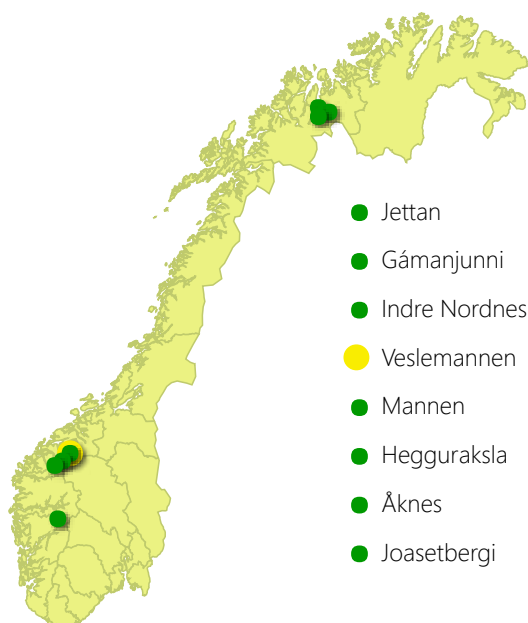 Jettan
Gámanjunni
Indre Nordnes
Veslemannen
Mannen
Hegguraksla
Åknes
Joasetbergi